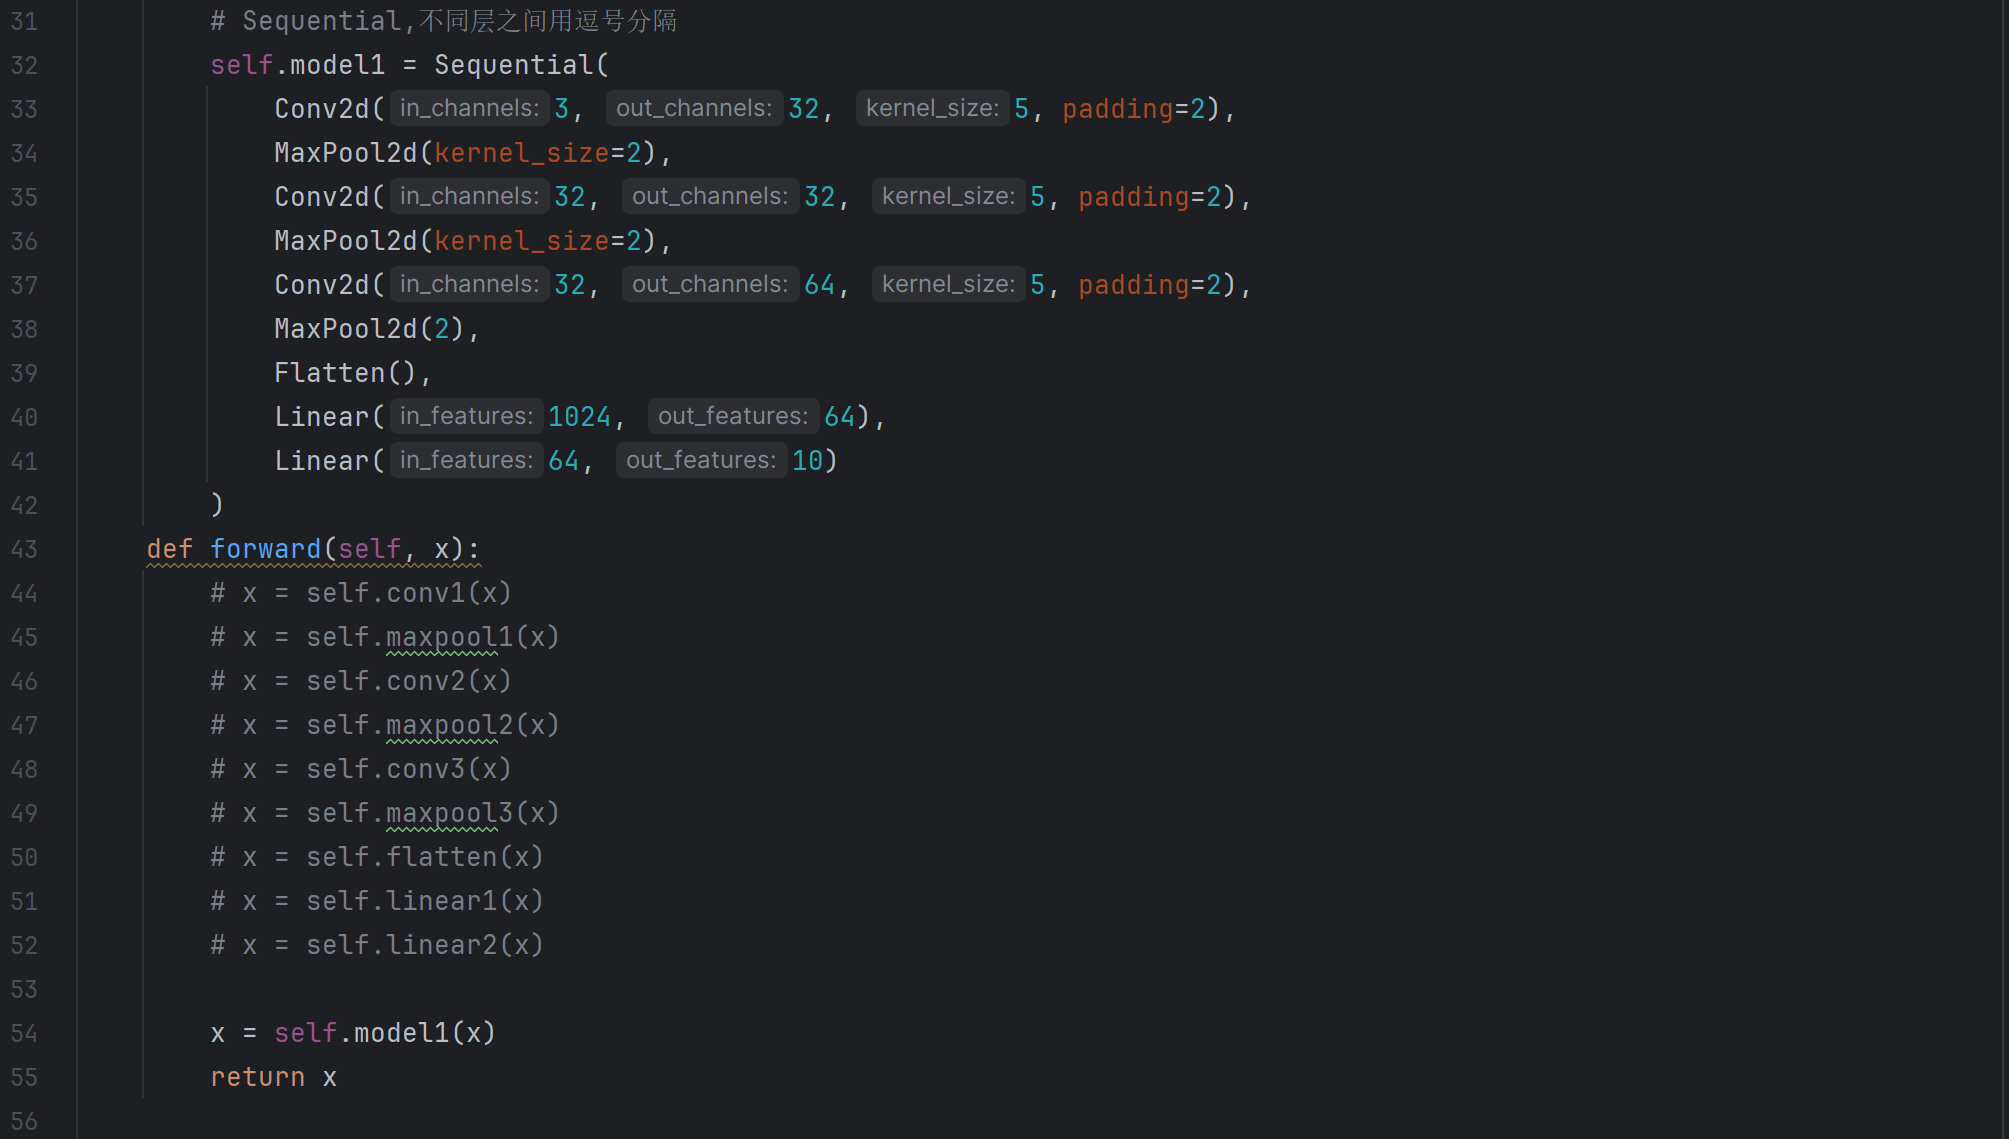 31 # Sequential,不同层之间用逗号分隔
32 self.model1 = Sequential(
33 Conv2d( in_channels: 3, out_channels: 32, kernel_size: 5, padding=2),
34 MaxPool2d(kernel_size=2),
35 Conv2d( in_channels: 32, out_channels: 32, kernel_size: 5, padding=2),
36 MaxPool2d(kernel_size=2),
37 Conv2d( in_channels: 32, out_channels: 64, kernel_size: 5, padding=2),
38 MaxPool2d(2),
39 Flatten(),
40 Linear( in_features: 1024, out_features: 64),
41 Linear( in_features: 64, out_features: 10)
42 )
43 def forward(self, x):
44 # x = self.conv1(x)
45 # x = self.maxpool1(x)
46 # x = self.conv2(x)
47 # x = self.maxpool2(x)
48 # x = self.conv3(x)
49 # x = self.maxpool3(x)
50 # x = self.flatten(x)
51 # x = self.linear1(x)
52 # x = self.linear2(x)
53
54 x = self.model1(x)
55 return x
56